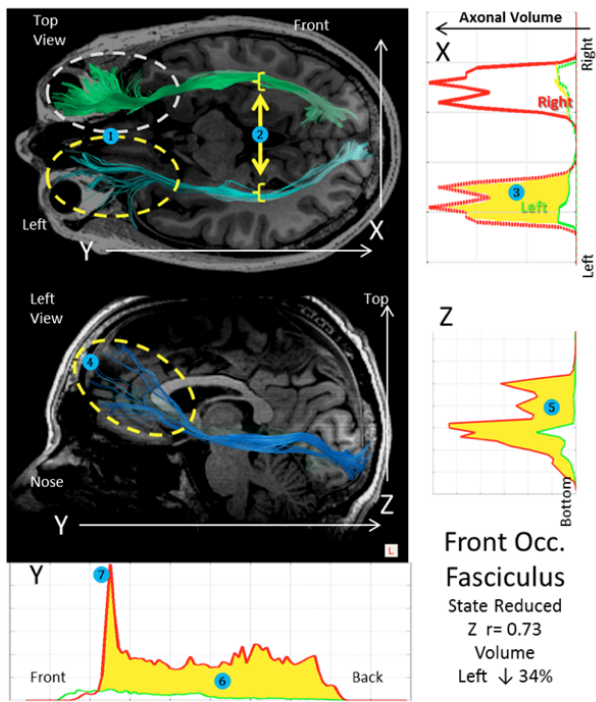 Top
View
Front
1
2
Left
Y
X
Axonal Volume
X
Right
Right
3
Left
Left
Left
View
Top
4
Nose
Y
Z
L
Z
5
Bottom
Y
7
Front
6
Back
Front Occ.
Fasciculus
State Reduced
Z r= 0.73
Volume
Left ↓ 34%